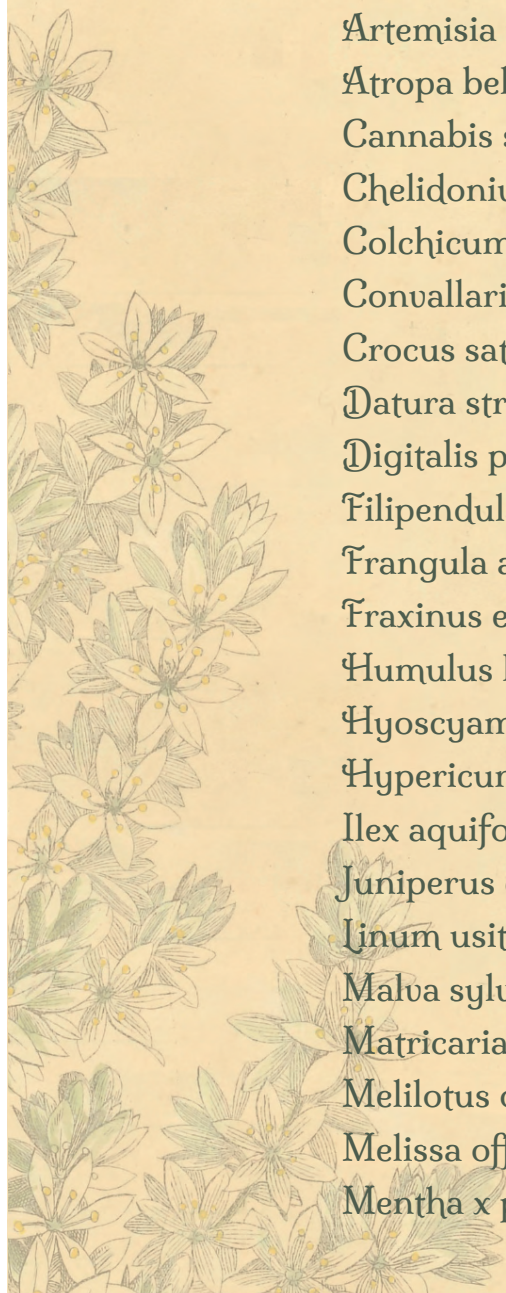 Artemisia
Atropa bel
Cannabis s
Chelidoniu
Colchicum
Convallari
Crocus sat
Datura str
Digitalis p
Filipendul
Frangula a
Fraxinus e
Humulus l
Hyoscyam
Hypericum
Ilex aquifo
Juniperus
Linum usit
Malva sylv
Matricaria
Melilotus o
Melissa off
Mentha x p